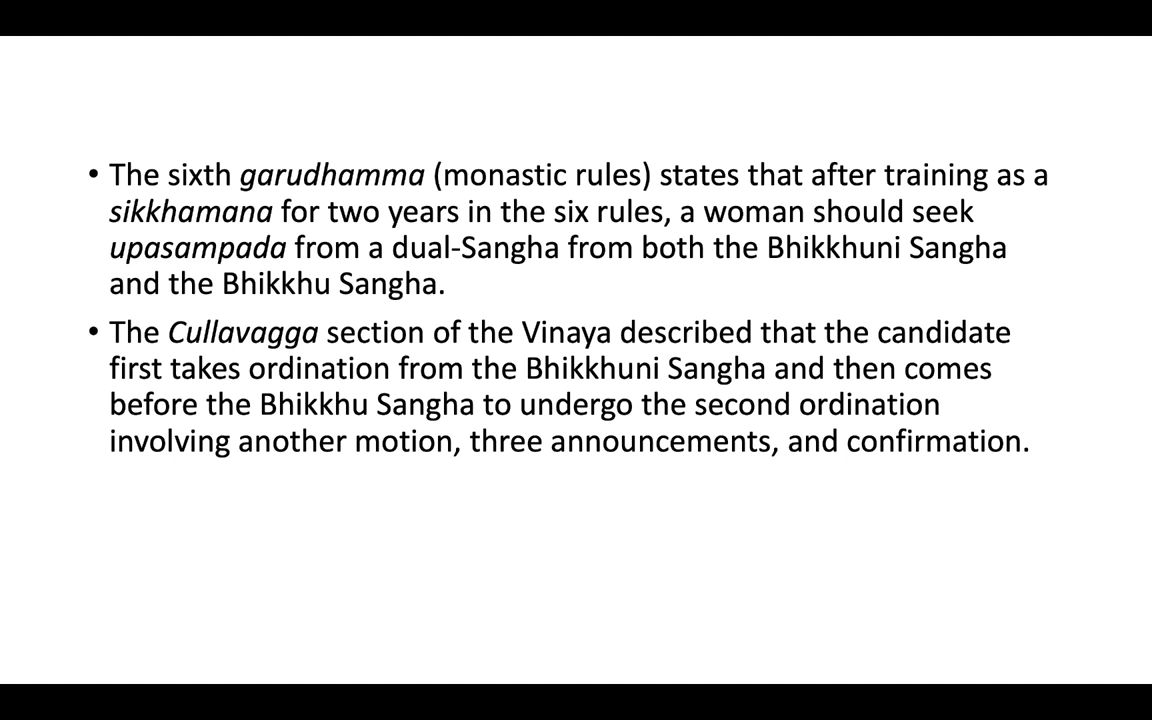 • The sixth garudhamma (monastic rules) states that after training as a
sikkhamana for two years in the six rules, a woman should seek
upasampada from a dual-Sangha from both the Bhikkhuni Sangha
and the Bhikkhu Sangha.
• The Cullavagga section of the Vinaya described that the candidate
first takes ordination from the Bhikkhuni Sangha and then comes
before the Bhikkhu Sangha to undergo the second ordination
involving another motion, three announcements, and confirmation.